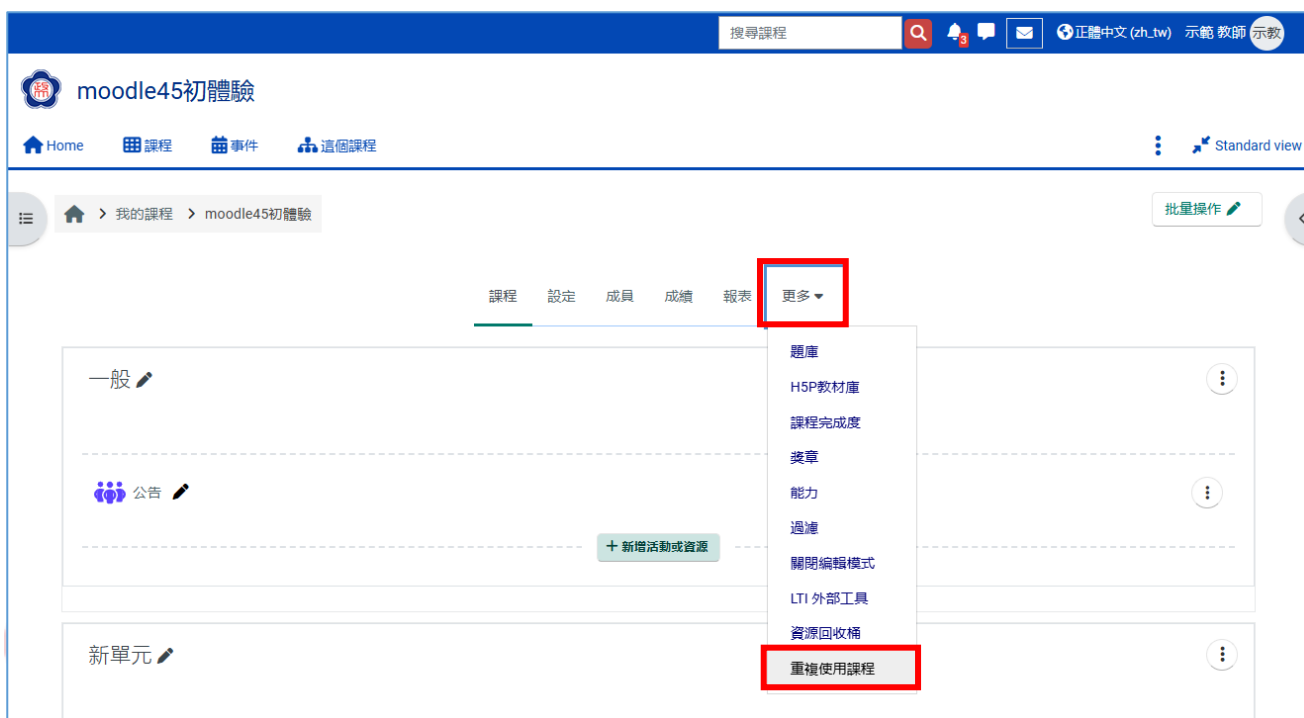 搜尋課程 3 正體中文 (zh_tw) 示範 教師 示教
moodle45初體驗
Home 課程 事件 這個課程 Standard view
我的課程 moodle45初體驗 批量操作
課程 設定 成員 成績 報表 更多
題庫
H5P教材庫
課程完成度
獎章
能力
過濾
關閉編輯模式
LTI 外部工具
資源回收桶
重複使用課程
一般
公告
+ 新增活動或資源
新單元